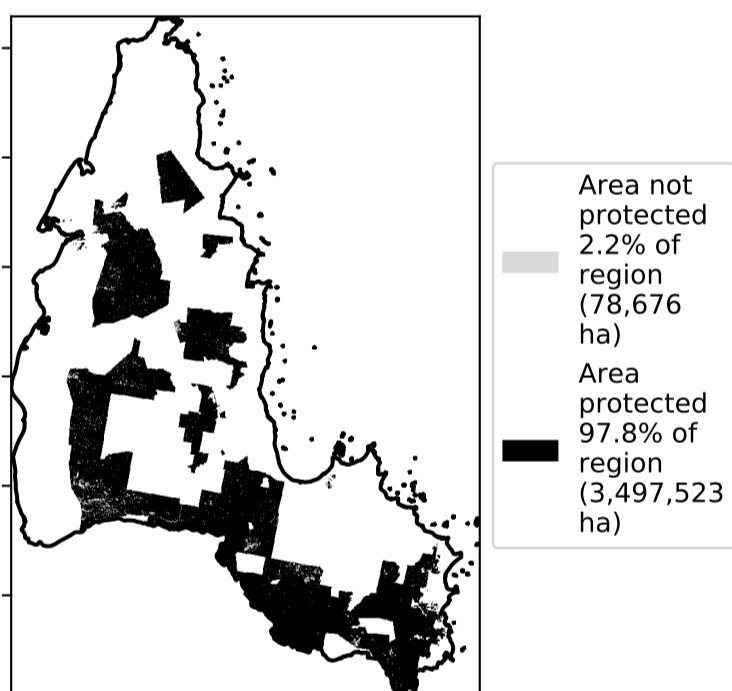 Area not
protected
2.2% of
region
(78,676
ha)
Area
protected
97.8% of
region
(3,497,523
ha)